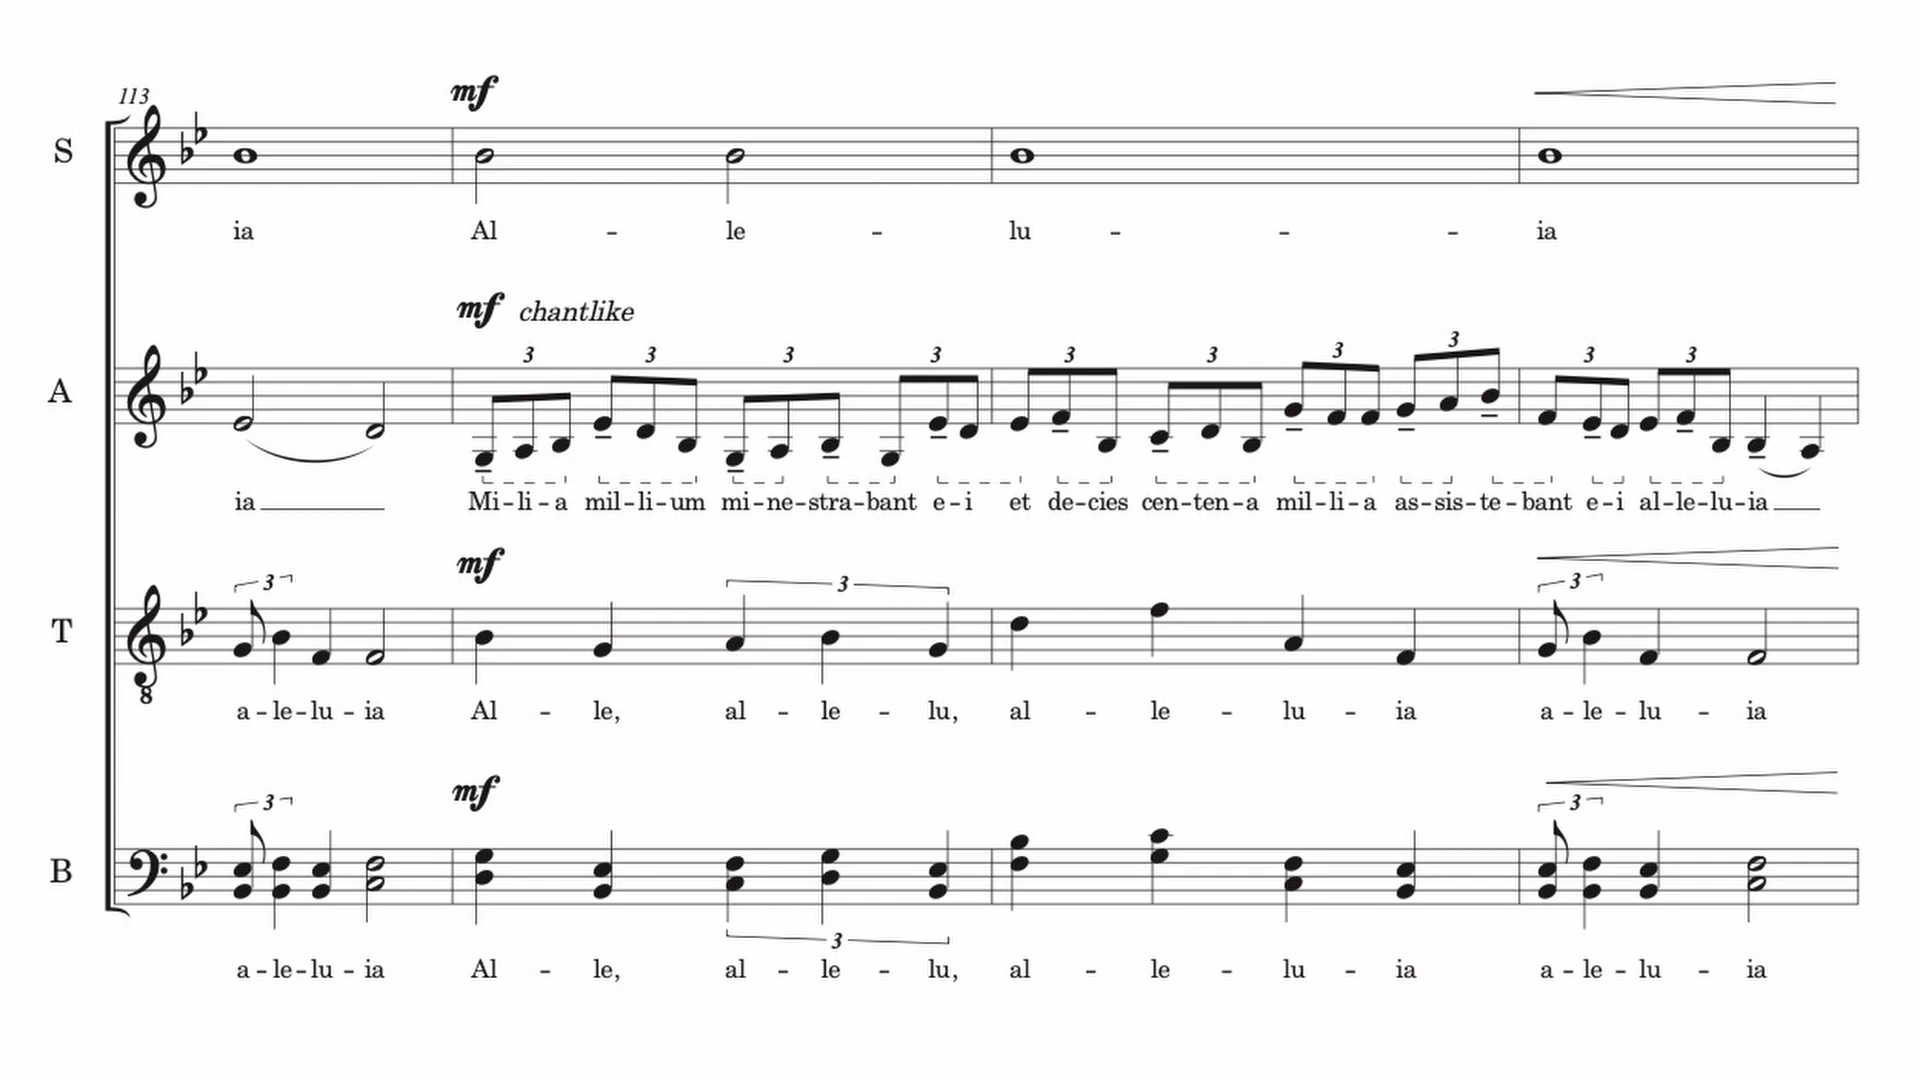 113
mf
S
ia Al - le - lu - - - ia
mf chantlike
3 3 3 3 3 3 3 3 3 3
A
ia Mi-li-a mil-li-um mi-ne-stra-bant e-i et de-cies cen-ten-a mil-li-a as-sis-te-bant e-i al-le-lu-ia
mf
3 3 3
T
8
a-le-lu-ia Al - le, al - le - lu, al - le - lu - ia a-le-lu - ia
mf
3 3
B
3
a-le-lu-ia Al - le, al - le - lu, al - le - lu - ia a-le-lu - ia